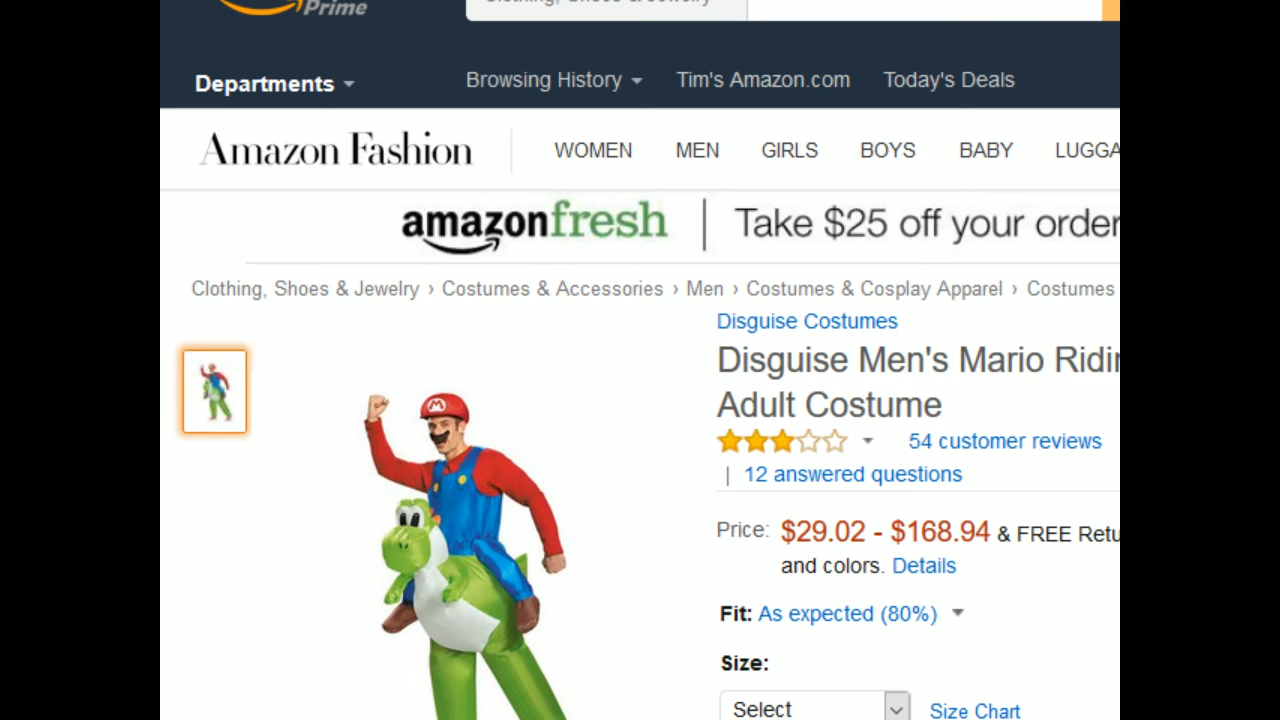 Prime
Departments
Browsing History
Tim's Amazon.com
Today's Deals
Amazon Fashion
WOMEN
MEN
GIRLS
BOYS
BABY
LUGGA
amazonfresh
Take $25 off your order
Clothing, Shoes & Jewelry › Costumes & Accessories › Men › Costumes & Cosplay Apparel › Costumes
Disguise Costumes
Disguise Men's Mario Ridi
Adult Costume
54 customer reviews
| 12 answered questions
Price: $29.02 - $168.94 & FREE Retu
and colors. Details
Fit: As expected (80%)
Size:
Select
Size Chart
M